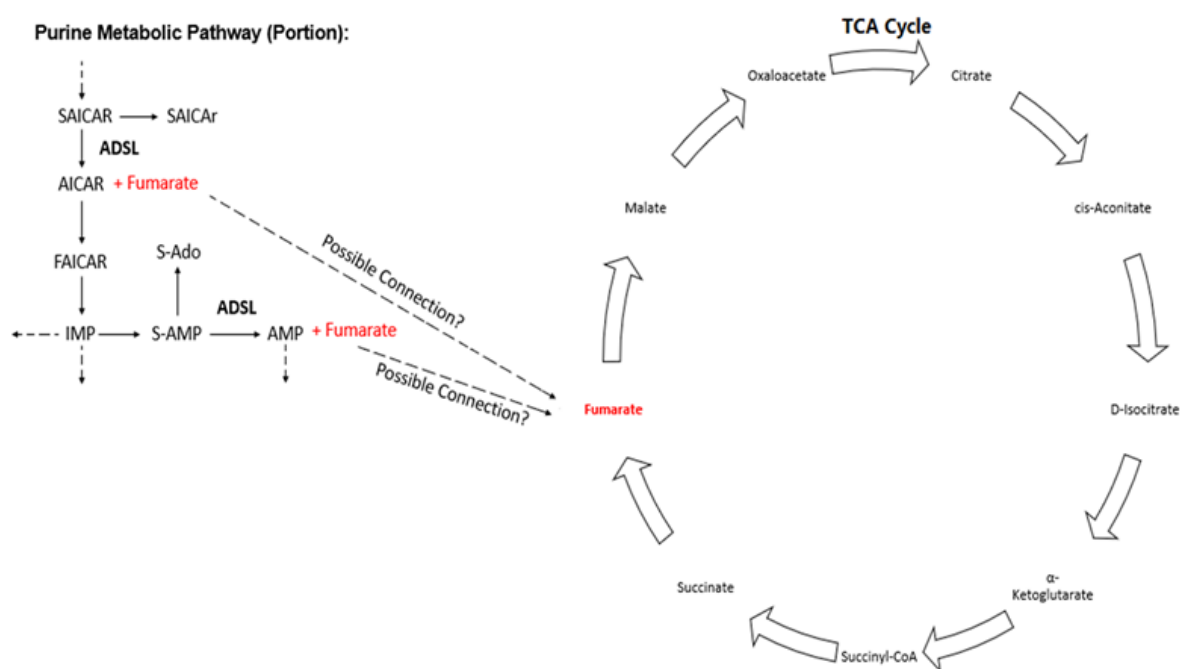 Purine Metabolic Pathway (Portion):
SAICAR
SAICAr
ADSL
AICAR
+ Fumarate
FAICAR
S-Ado
ADSL
IMP
S-AMP
AMP
+ Fumarate
Possible Connection?
Possible Connection?
TCA Cycle
Oxaloacetate
Citrate
cis-Aconitate
D-Isocitrate
α-
Ketoglutarate
Succinyl-CoA
Succinate
Fumarate
Malate